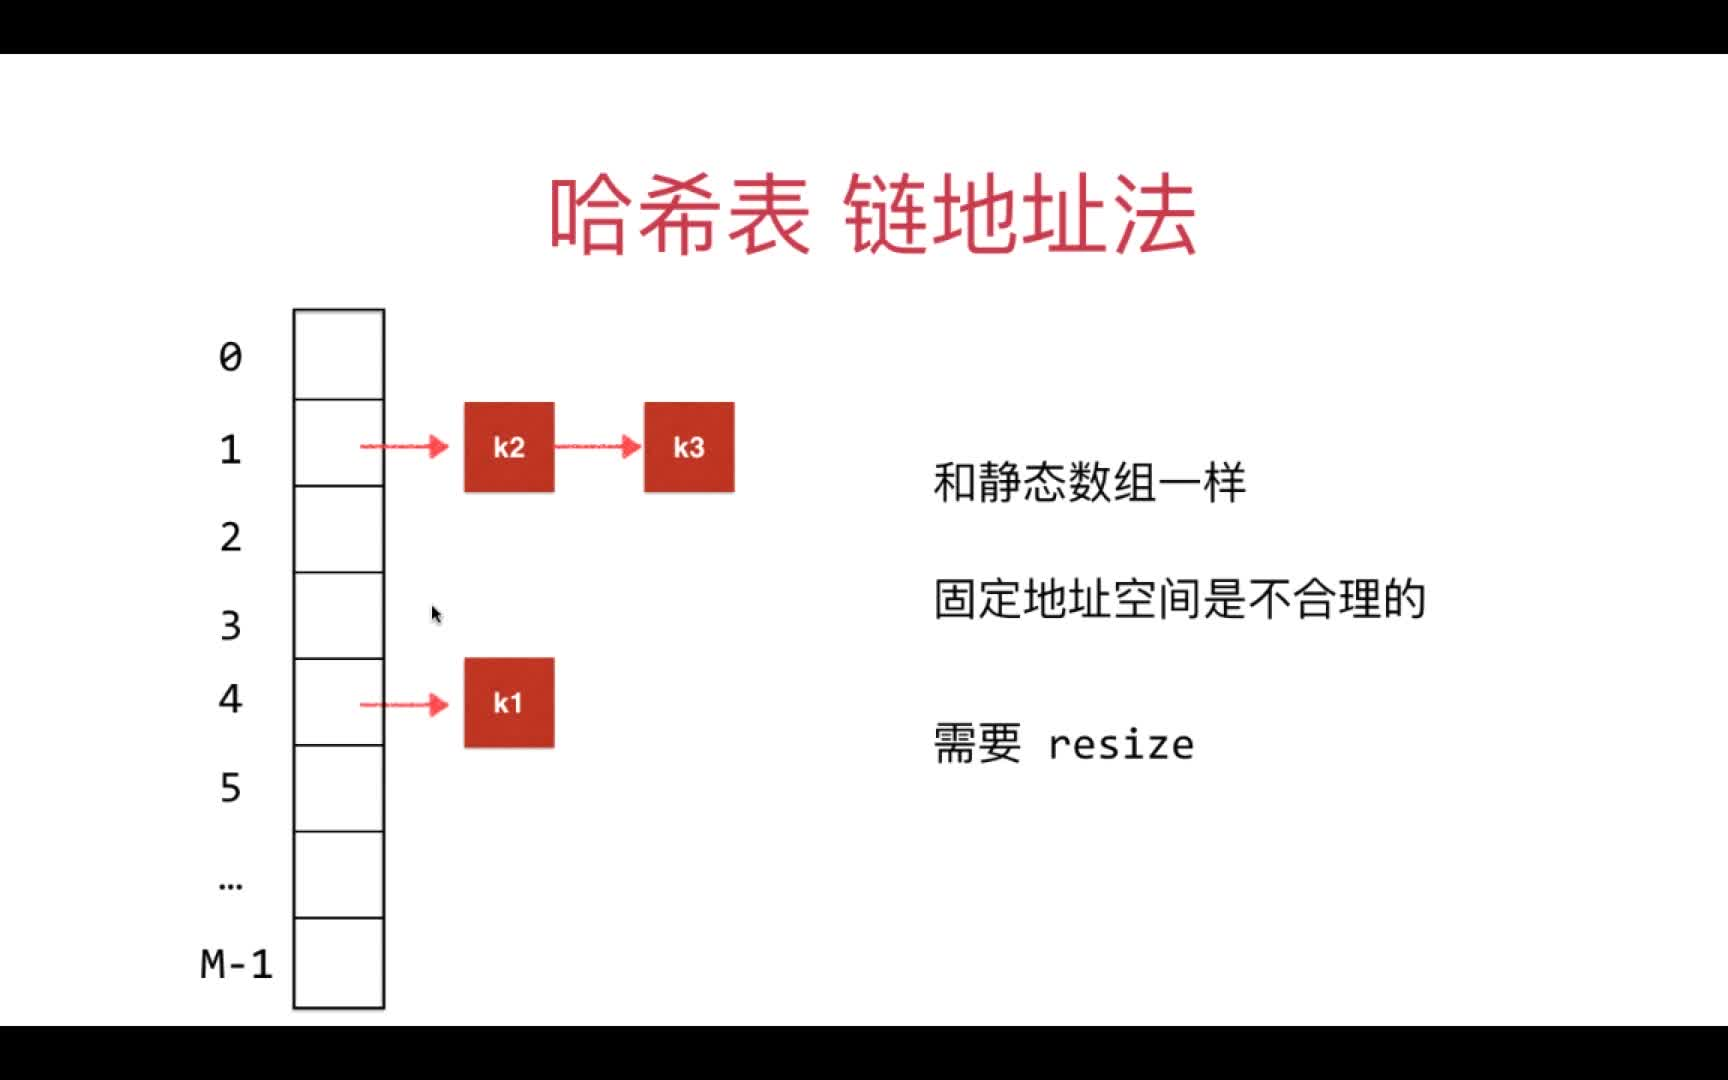 哈希表 链地址法
0
1 k2 k3
和静态数组一样
2
固定地址空间是不合理的
3
4 k1
需要 resize
5
…
M-1